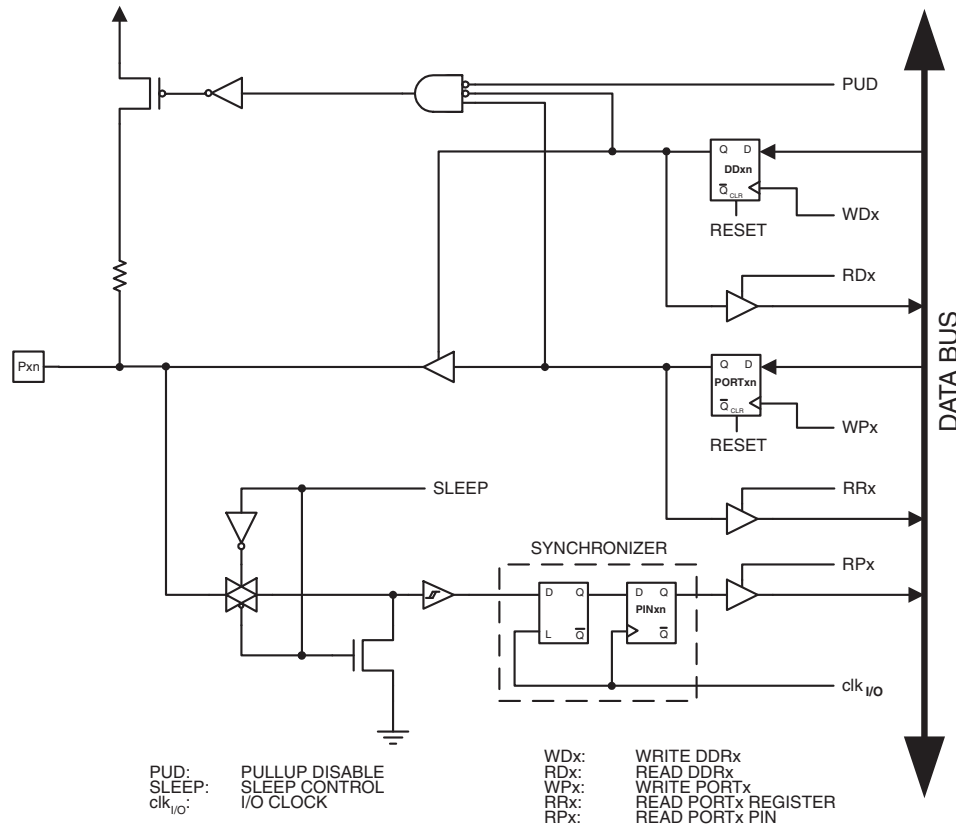 PUD
Q D
DDxn
Q CLR
WDx
RESET
RDx
DATA BUS
Pxn
Q D
PORTxn
Q CLR
WPx
RESET
SLEEP
RRx
SYNCHRONIZER
RPx
D Q
L Q
D Q
PINxn
Q
clk I/O
PUD: PULLUP DISABLE
SLEEP: SLEEP CONTROL
clkI/O: I/O CLOCK
WDx: WRITE DDRx
RDx: READ DDRx
WPx: WRITE PORTx
RRx: READ PORTx REGISTER
RPx: READ PORTx PIN